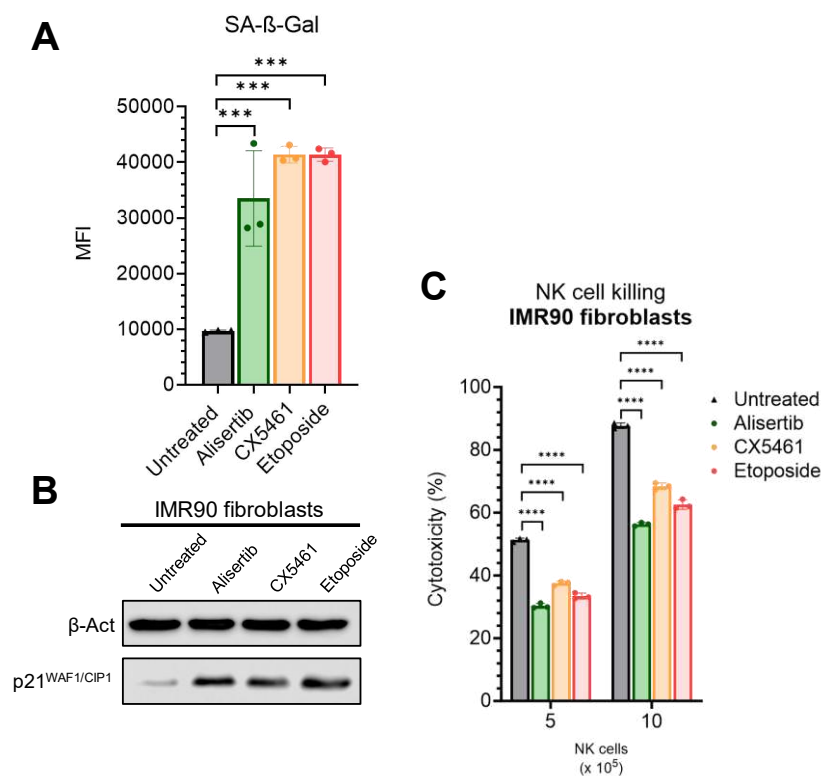 A
SA-ß-Gal
***
***
***
50000
40000
30000
20000
10000
0
MFI
Untreated
Alisertib
CX5461
Etoposide
B
IMR90 fibroblasts
Untreated
Alisertib
CX5461
Etoposide
β-Act
p21WAF1/CIP1
C
NK cell killing
IMR90 fibroblasts
****
****
****
****
****
****
100
80
60
40
20
0
Cytotoxicity (%)
5
10
NK cells
(x 10⁵)
Untreated
Alisertib
CX5461
Etoposide